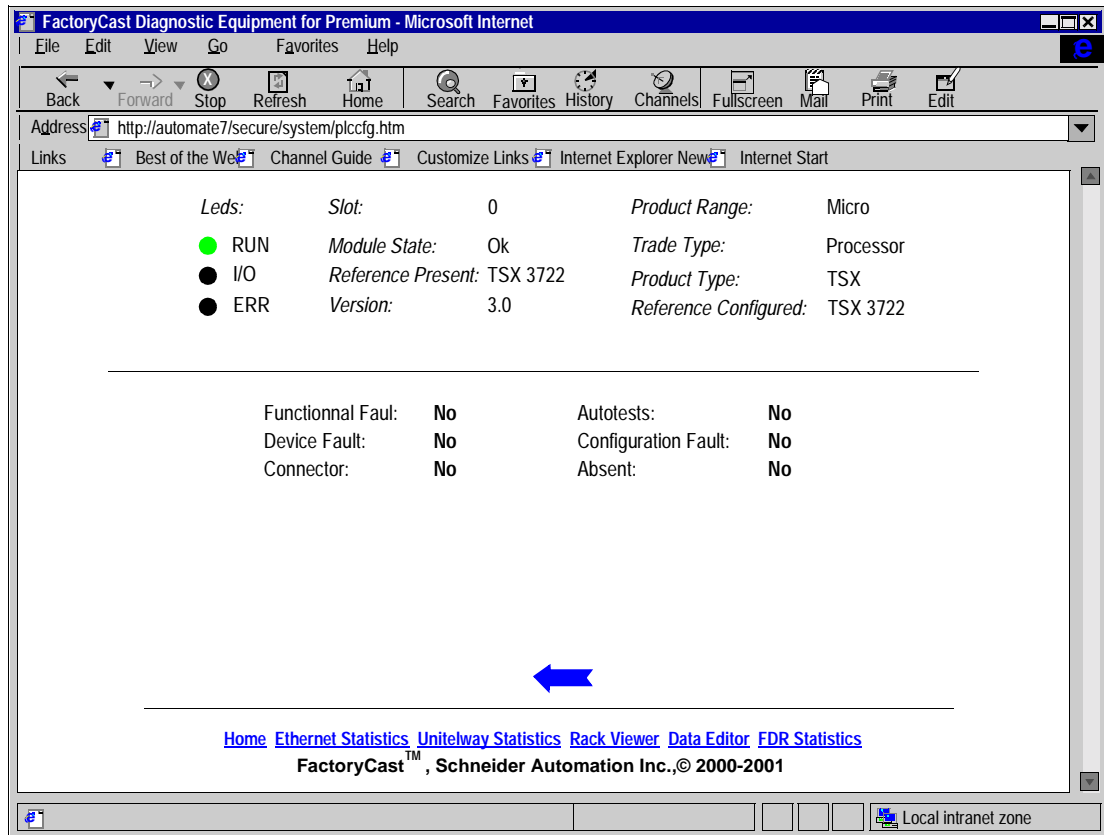 FactoryCast Diagnostic Equipment for Premium - Microsoft Internet
File Edit View Go Favorites Help
Back Forward Stop Refresh Home Search Favorites History Channels Fullscreen Mail Print Edit
Address http://automate7/secure/system/plccfg.htm
Links Best of the We Channel Guide Customize Links Internet Explorer New Internet Start
Leds: Slot: 0 Product Range: Micro
RUN Module State: Ok Trade Type: Processor
I/O Reference Present: TSX 3722 Product Type: TSX
ERR Version: 3.0 Reference Configured: TSX 3722
Functionnal Faul: No Autotests: No
Device Fault: No Configuration Fault: No
Connector: No Absent: No
Home Ethernet Statistics Unitelway Statistics Rack Viewer Data Editor FDR Statistics
FactoryCast™ , Schneider Automation Inc.,© 2000-2001
Local intranet zone